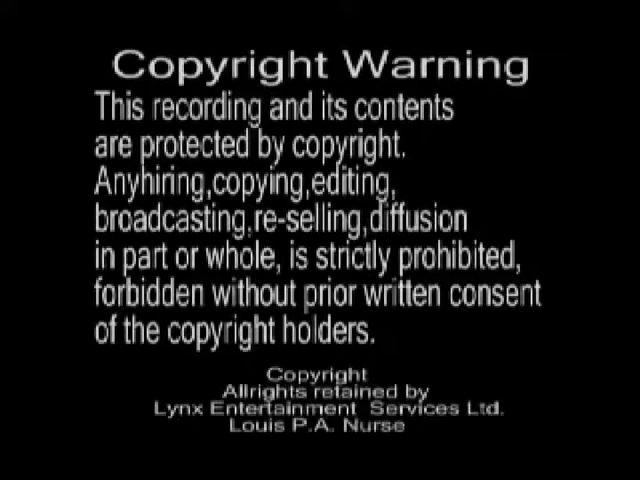 Copyright Warning
This recording and its contents
are protected by copyright.
Anyhiring,copying,editing,
broadcasting,re-selling,diffusion
in part or whole, is strictly prohibited,
forbidden without prior written consent
of the copyright holders.
Copyright
Allrights retained by
Lynx Entertainment Services Ltd.
Louis P.A. Nurse